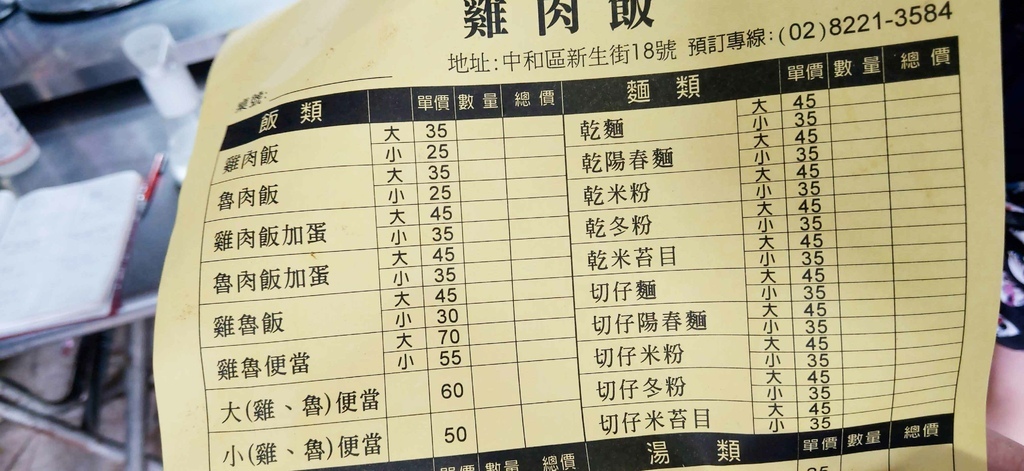 雞肉飯
地址:中和區新生街18號 預訂專線:(02)8221-3584
桌號:
飯類 單價 數量 總價
雞肉飯 大 35
小 25
魯肉飯 大 35
小 25
雞肉飯加蛋 大 45
小 35
魯肉飯加蛋 大 45
小 35
雞魯飯 大 45
小 30
雞魯便當 大 70
小 55
大(雞、魯)便當 60
小(雞、魯)便當 50
單價 數量 總價
麵類 單價 數量 總價
乾麵 大 45
小 35
乾陽春麵 大 45
小 35
乾米粉 大 45
小 35
乾冬粉 大 45
小 35
乾米苔目 大 45
小 35
切仔麵 大 45
小 35
切仔陽春麵 大 45
小 35
切仔米粉 大 45
小 35
切仔冬粉 大 45
小 35
切仔米苔目 大 45
小 35
湯類 單價 數量 總價